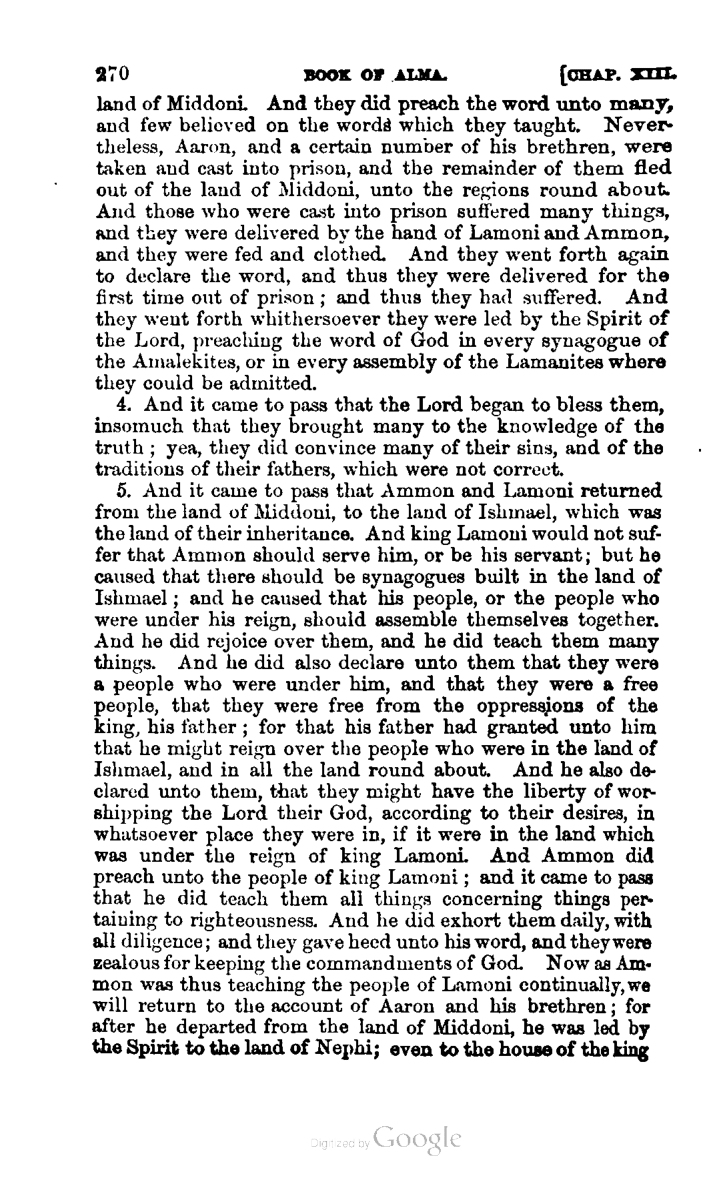 270 BOOK OF ALMA. [CHAP. XIII.
land of Middoni. And they did preach the word unto many,
and few believed on the words which they taught. Never-
theless, Aaron, and a certain number of his brethren, were
taken and cast into prison, and the remainder of them fled
out of the land of Middoni, unto the regions round about.
And those who were cast into prison suffered many things,
and they were delivered by the hand of Lamoni and Ammon,
and they were fed and clothed. And they went forth again
to declare the word, and thus they were delivered for the
first time out of prison; and thus they had suffered. And
they went forth whithersoever they were led by the Spirit of
the Lord, preaching the word of God in every synagogue of
the Amalekites, or in every assembly of the Lamanites where
they could be admitted.
4. And it came to pass that the Lord began to bless them,
insomuch that they brought many to the knowledge of the
truth; yea, they did convince many of their sins, and of the
traditions of their fathers, which were not correct.
5. And it came to pass that Ammon and Lamoni returned
from the land of Middoni, to the land of Ishmael, which was
the land of their inheritance. And king Lamoni would not suf-
fer that Ammon should serve him, or be his servant; but he
caused that there should be synagogues built in the land of
Ishmael; and he caused that his people, or the people who
were under his reign, should assemble themselves together.
And he did rejoice over them, and he did teach them many
things. And he did also declare unto them that they were
a people who were under him, and that they were a free
people, that they were free from the oppressions of the
king, his father; for that his father had granted unto him
that he might reign over the people who were in the land of
Ishmael, and in all the land round about. And he also de-
clared unto them, that they might have the liberty of wor-
shipping the Lord their God, according to their desires, in
whatsoever place they were in, if it were in the land which
was under the reign of king Lamoni. And Ammon did
preach unto the people of king Lamoni; and it came to pass
that he did teach them all things concerning things per-
taining to righteousness. And he did exhort them daily, with
all diligence; and they gave heed unto his word, and they were
zealous for keeping the commandments of God. Now as Am-
mon was thus teaching the people of Lamoni continually, we
will return to the account of Aaron and his brethren; for
after he departed from the land of Middoni, he was led by
the Spirit to the land of Nephi; even to the house of the king
Digitized by Google